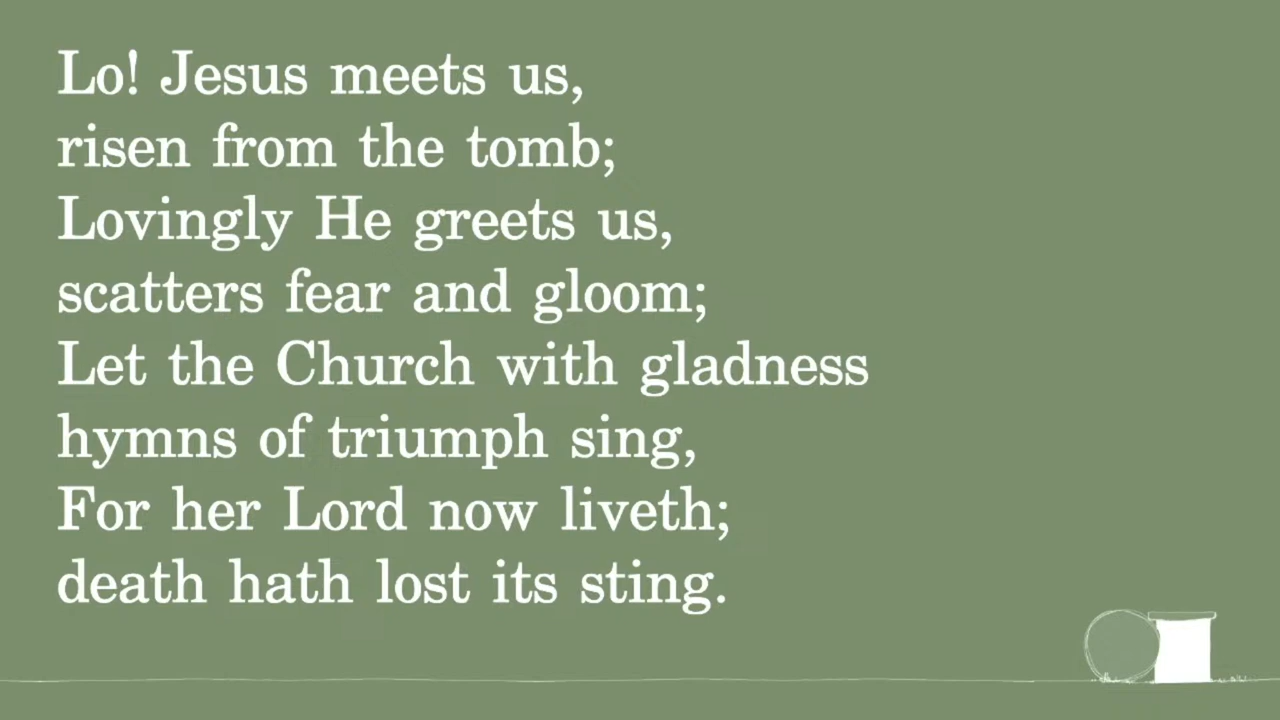 Lo! Jesus meets us,
risen from the tomb;
Lovingly He greets us,
scatters fear and gloom;
Let the Church with gladness
hymns of triumph sing,
For her Lord now liveth;
death hath lost its sting.